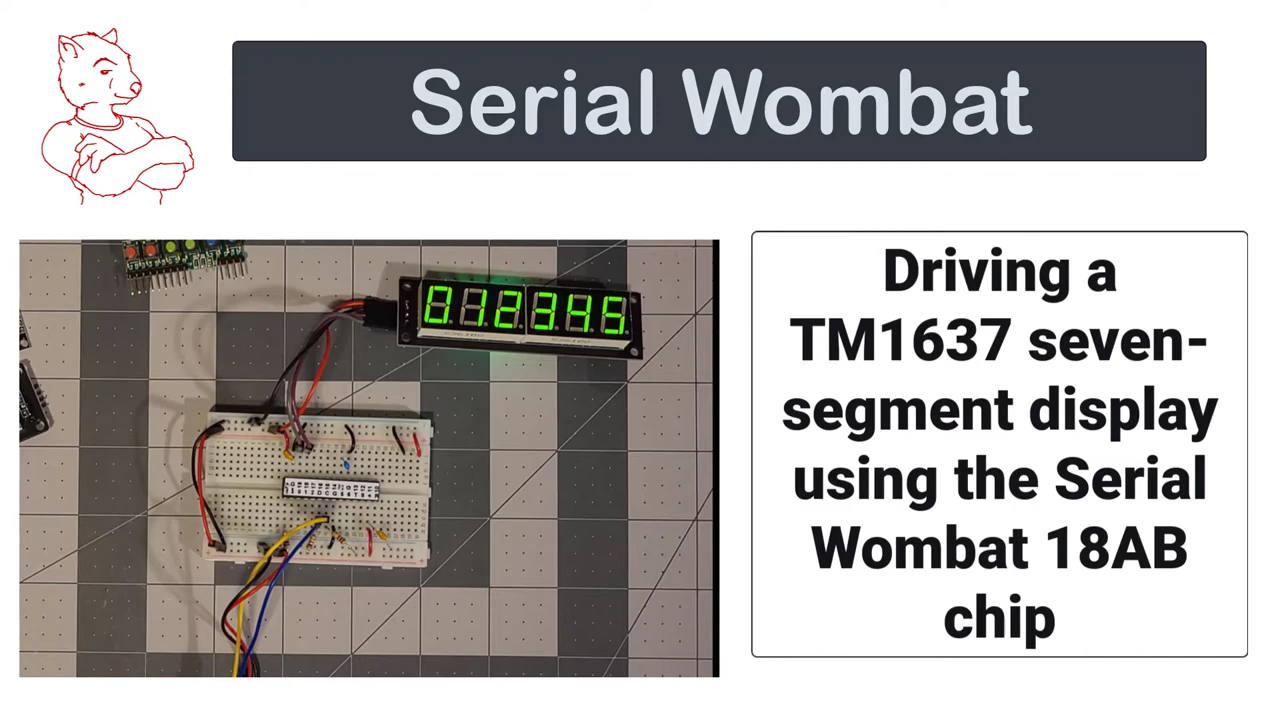 Serial Wombat
012345
Driving a
TM1637 seven-
segment display
using the Serial
Wombat 18AB
chip